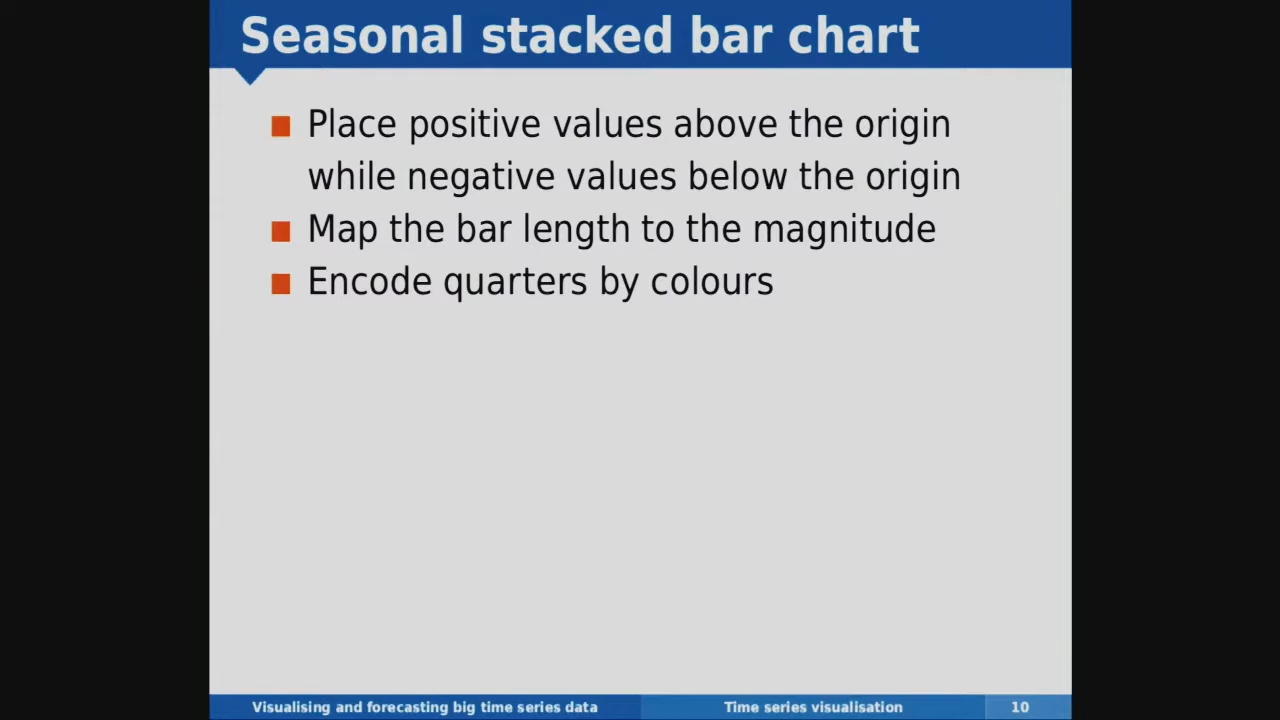 Seasonal stacked bar chart
Place positive values above the origin
while negative values below the origin
Map the bar length to the magnitude
Encode quarters by colours
Visualising and forecasting big time series data
Time series visualisation
10